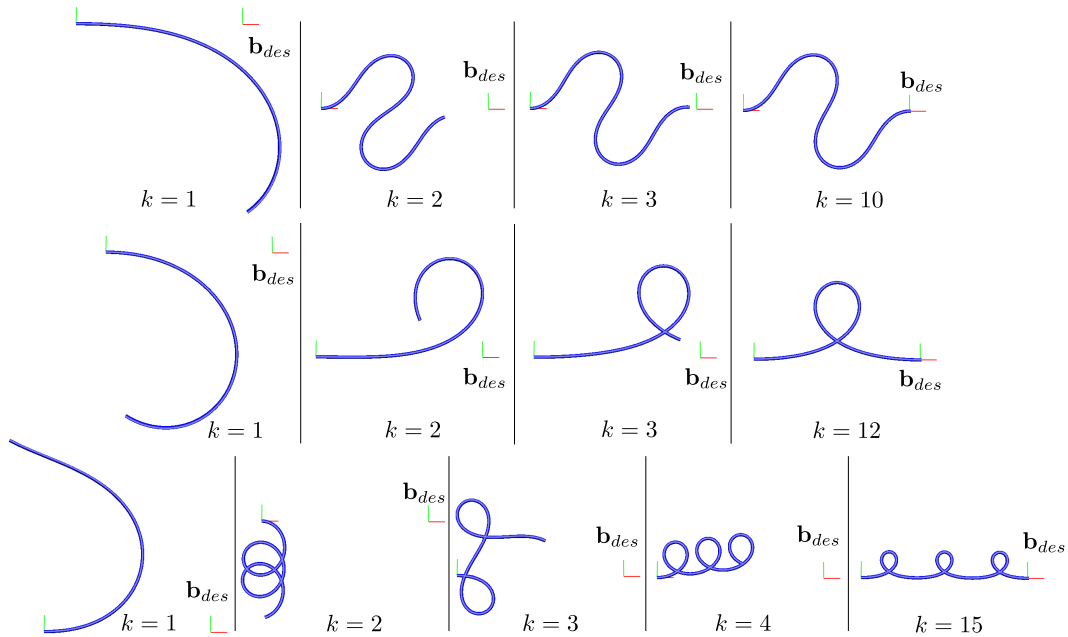 b_des
b_des
b_des
b_des
k = 1
k = 2
k = 3
k = 10
b_des
b_des
b_des
b_des
k = 1
k = 2
k = 3
k = 12
b_des
b_des
b_des
b_des
b_des
k = 1
k = 2
k = 3
k = 4
k = 15